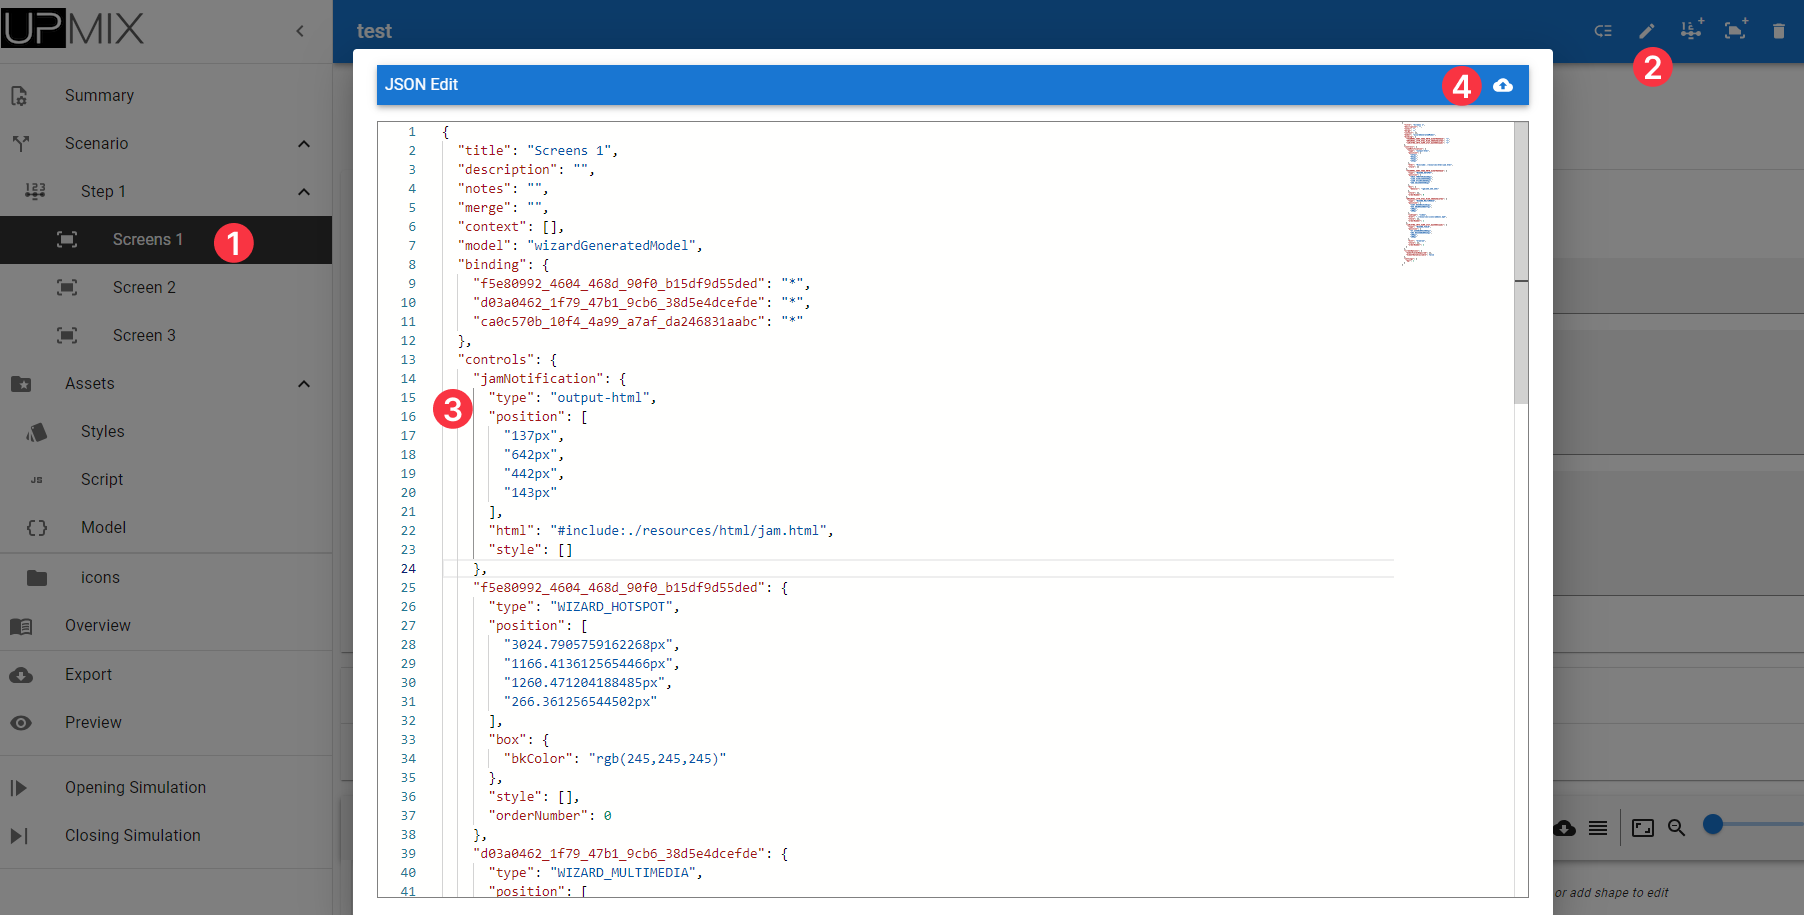 UPMIX
test
Summary
Scenario
Step 1
Screens 1
1
Screen 2
Screen 3
Assets
Styles
JS
Script
Model
icons
Overview
Export
Preview
Opening Simulation
Closing Simulation
2
JSON Edit
4
3
1 {
2 "title": "Screens 1",
3 "description": "",
4 "notes": "",
5 "merge": "",
6 "context": [],
7 "model": "wizardGeneratedModel",
8 "binding": {
9 "f5e80992_4604_468d_90f0_b15df9d55ded": "*",
10 "d03a0462_1f79_47b1_9cb6_38d5e4dcefde": "*",
11 "ca0c570b_10f4_4a99_a7af_da246831aabc": "*"
12 },
13 "controls": {
14 "jamNotification": {
15 "type": "output-html",
16 "position": [
17 "137px",
18 "642px",
19 "442px",
20 "143px"
21 ],
22 "html": "#include:./resources/html/jam.html",
23 "style": []
24 },
25 "f5e80992_4604_468d_90f0_b15df9d55ded": {
26 "type": "WIZARD_HOTSPOT",
27 "position": [
28 "3024.7905759162268px",
29 "1166.4136125654466px",
30 "1260.471204188485px",
31 "266.361256544502px"
32 ],
33 "box": {
34 "bkColor": "rgb(245,245,245)"
35 },
36 "style": [],
37 "orderNumber": 0
38 },
39 "d03a0462_1f79_47b1_9cb6_38d5e4dcefde": {
40 "type": "WIZARD_MULTIMEDIA",
41 "position": [
or add shape to edit